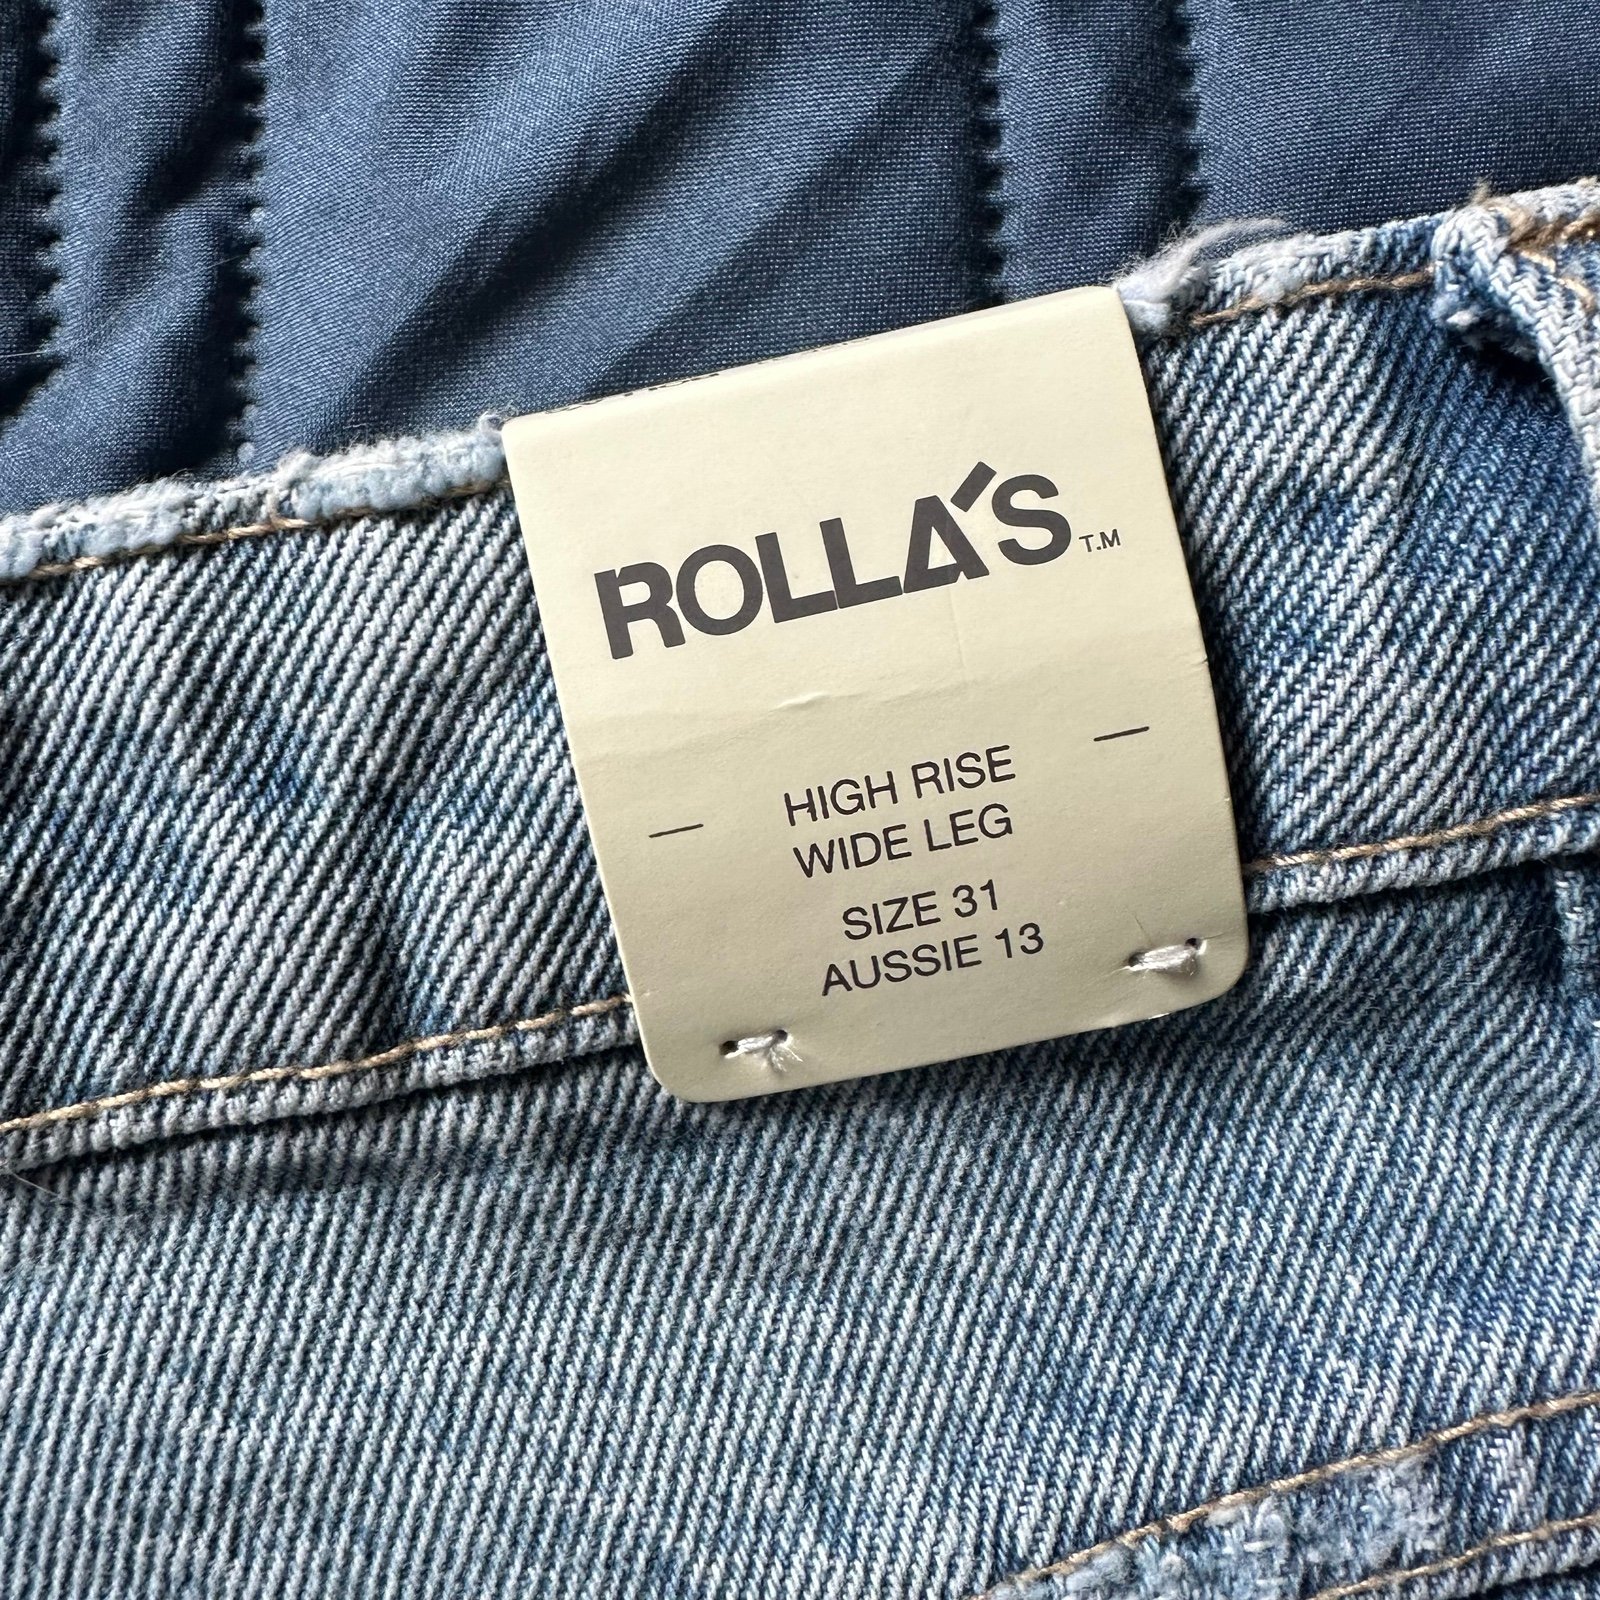 ROLLA'S T.M
HIGH RISE
WIDE LEG
SIZE 31
AUSSIE 13